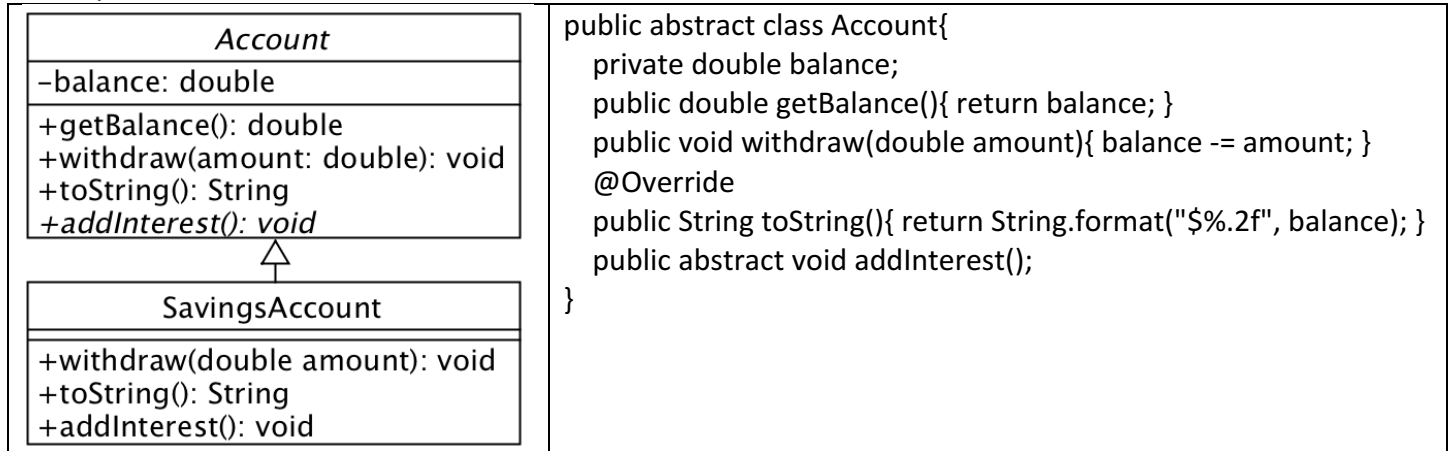 Account
–balance: double
+getBalance(): double
+withdraw(amount: double): void
+toString(): String
+addInterest(): void
SavingsAccount
+withdraw(double amount): void
+toString(): String
+addInterest(): void
public abstract class Account{
private double balance;
public double getBalance(){ return balance; }
public void withdraw(double amount){ balance -= amount; }
@Override
public String toString(){ return String.format("$%.2f", balance); }
public abstract void addInterest();
}